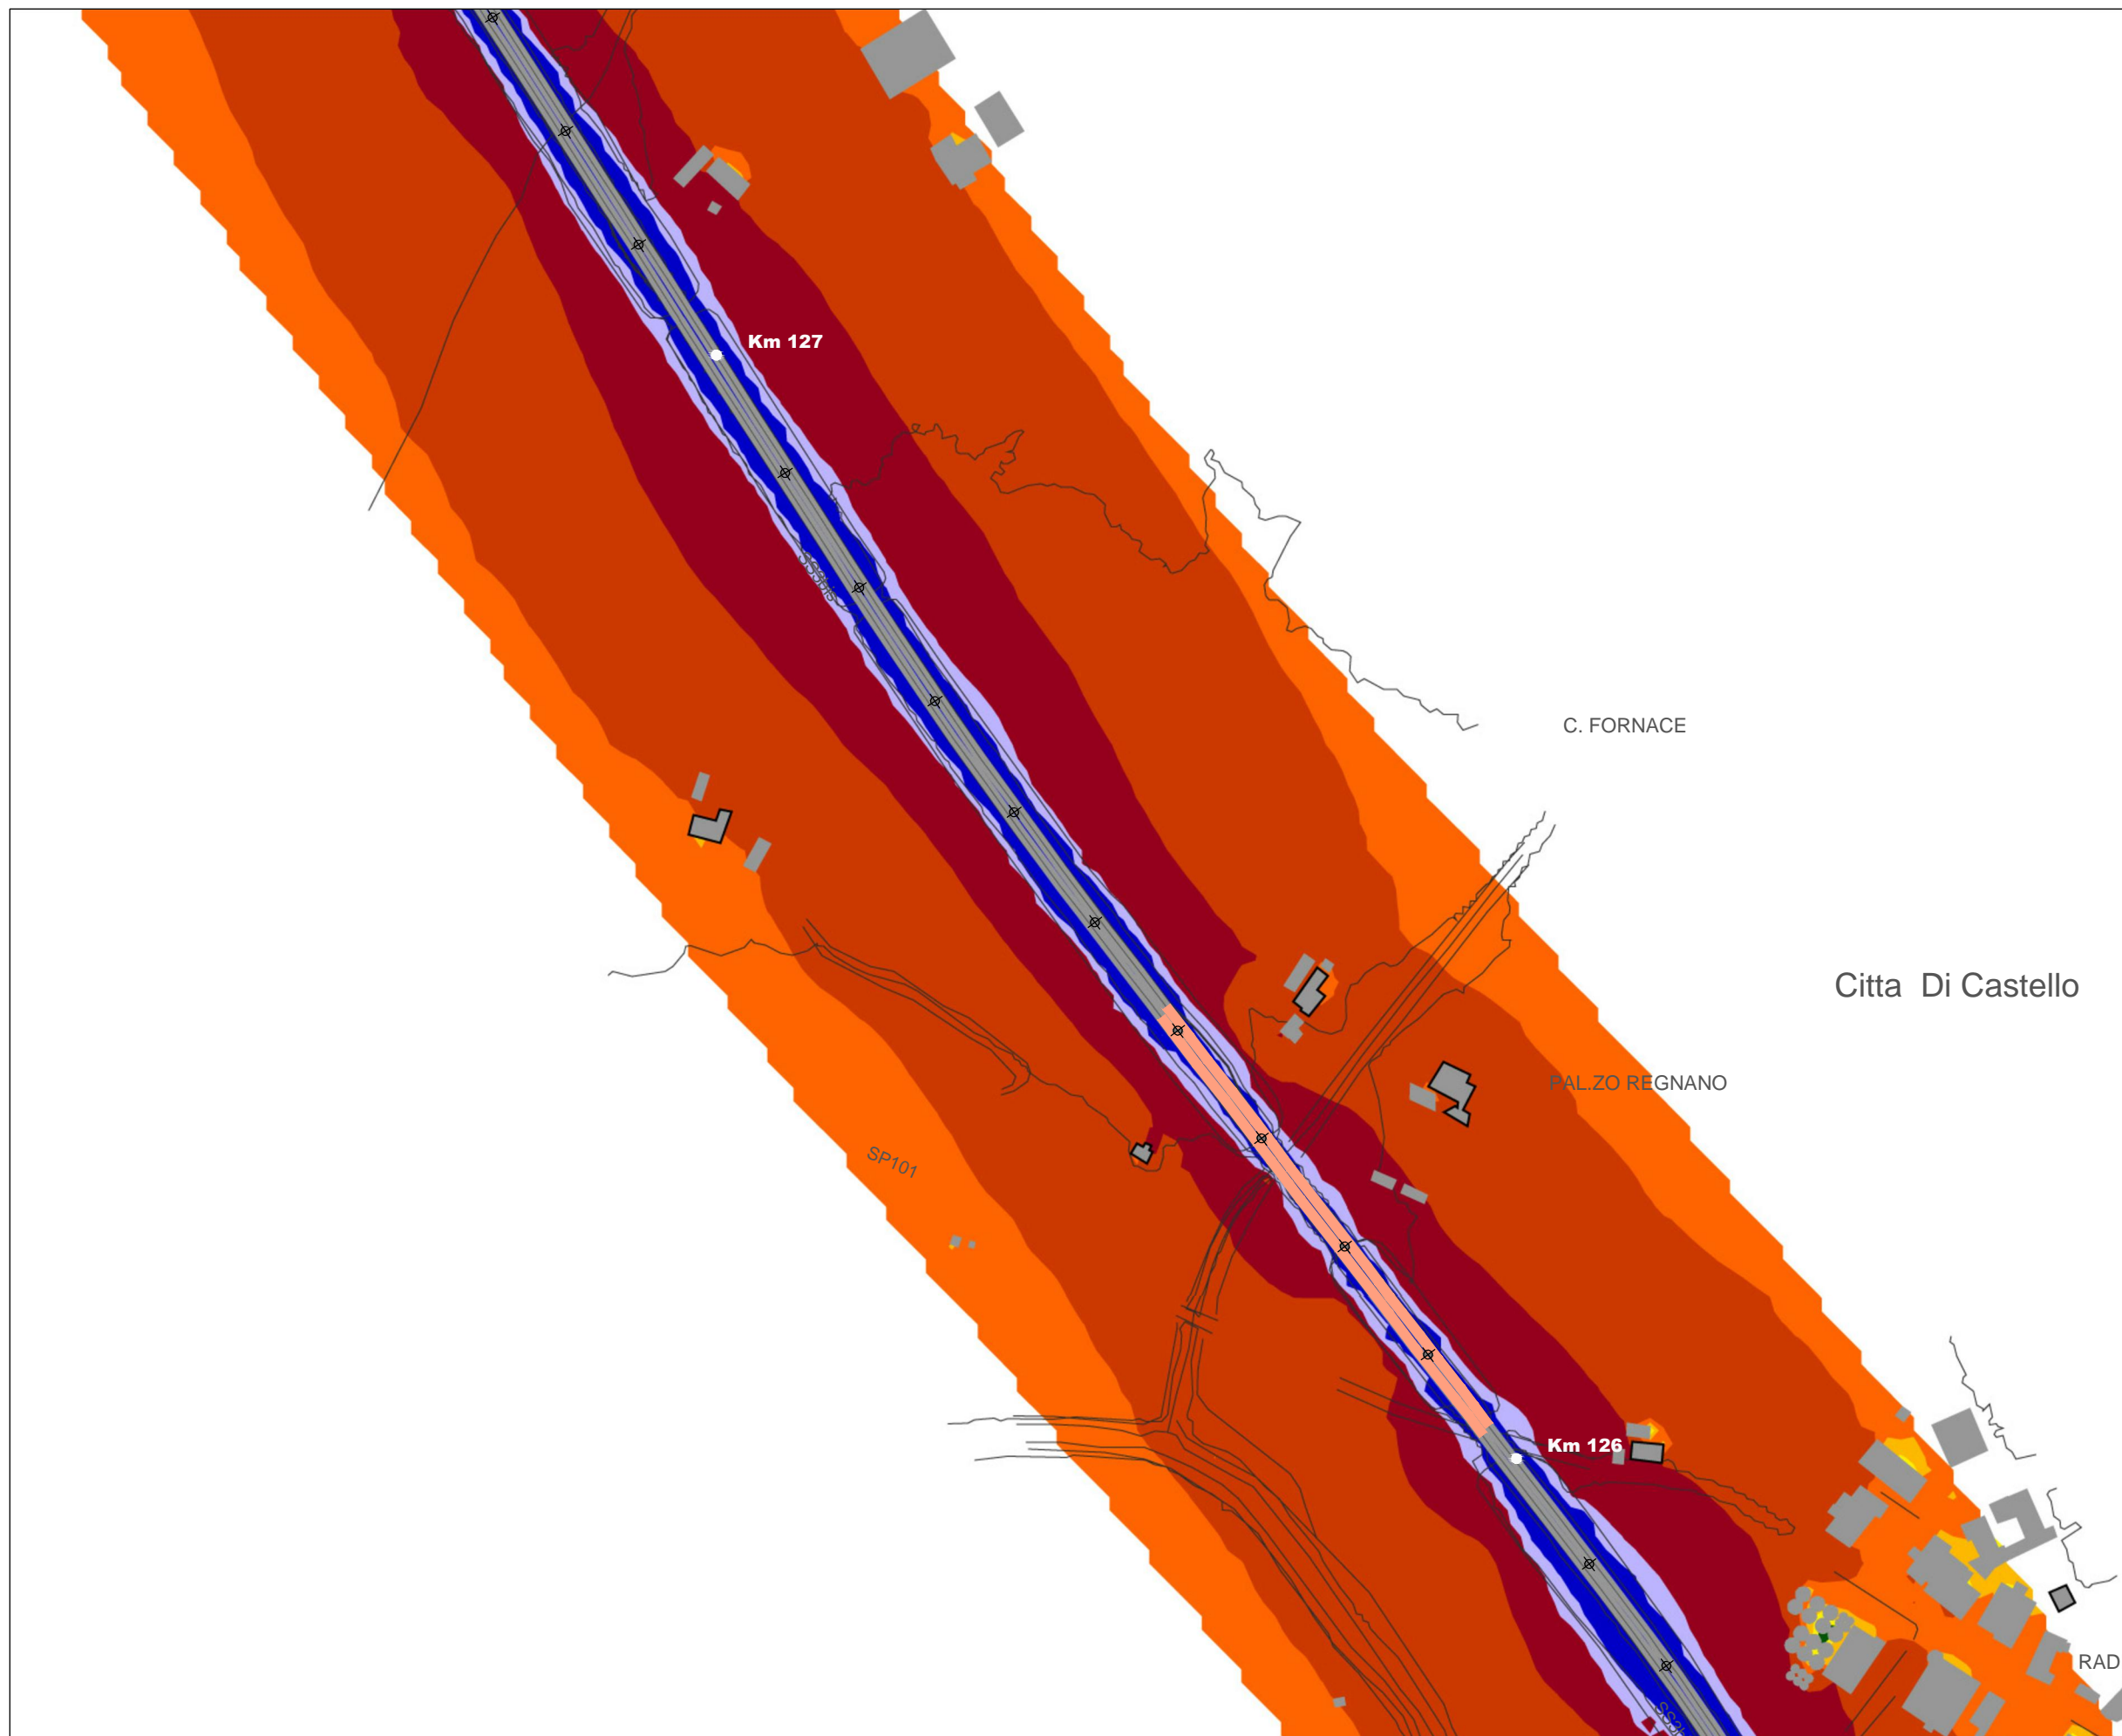 Km 127
C. FORNACE
Citta Di Castello
PAL.ZO REGNANO
SP101
Km 126
RAD